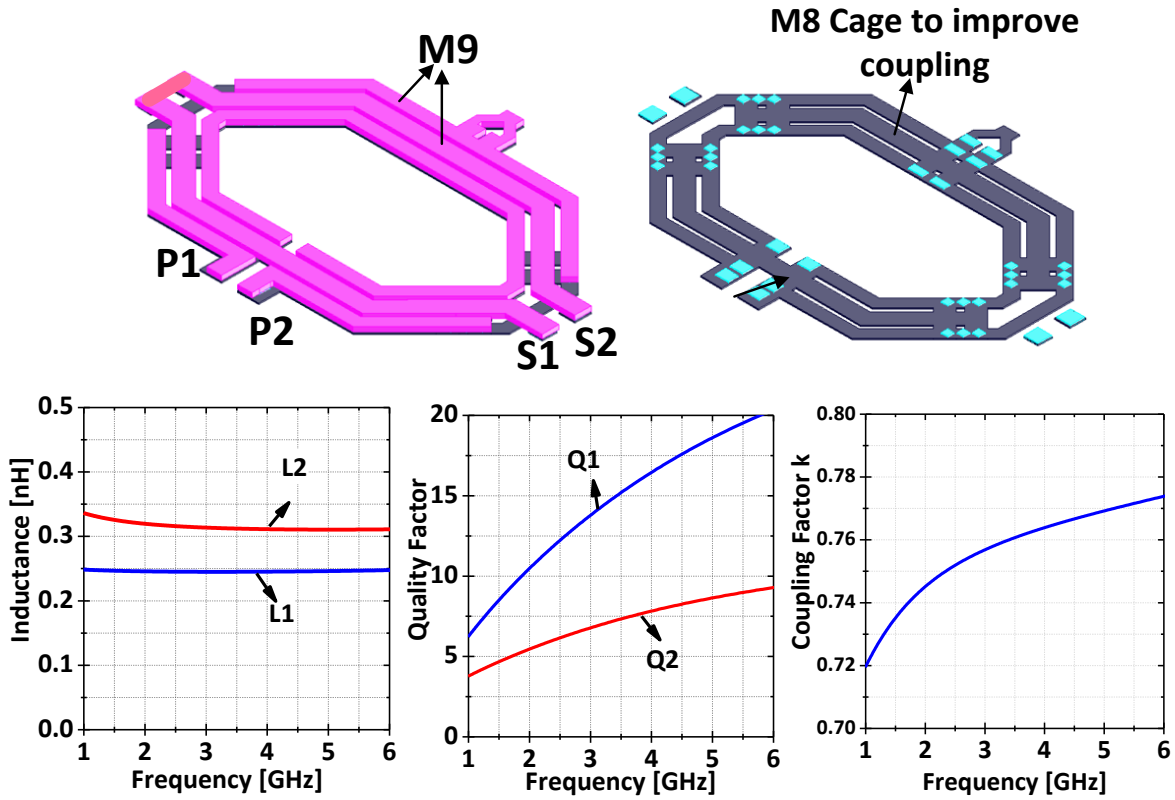 M9
P1
P2
S1
S2
M8 Cage to improve
coupling
Inductance [nH]
0.5
0.4
0.3
0.2
0.1
0.0
L2
L1
1 2 3 4 5 6
Frequency [GHz]
Quality Factor
20
15
10
5
0
Q1
Q2
1 2 3 4 5 6
Frequency [GHz]
Coupling Factor k
0.80
0.78
0.76
0.74
0.72
0.70
1 2 3 4 5 6
Frequency [GHz]